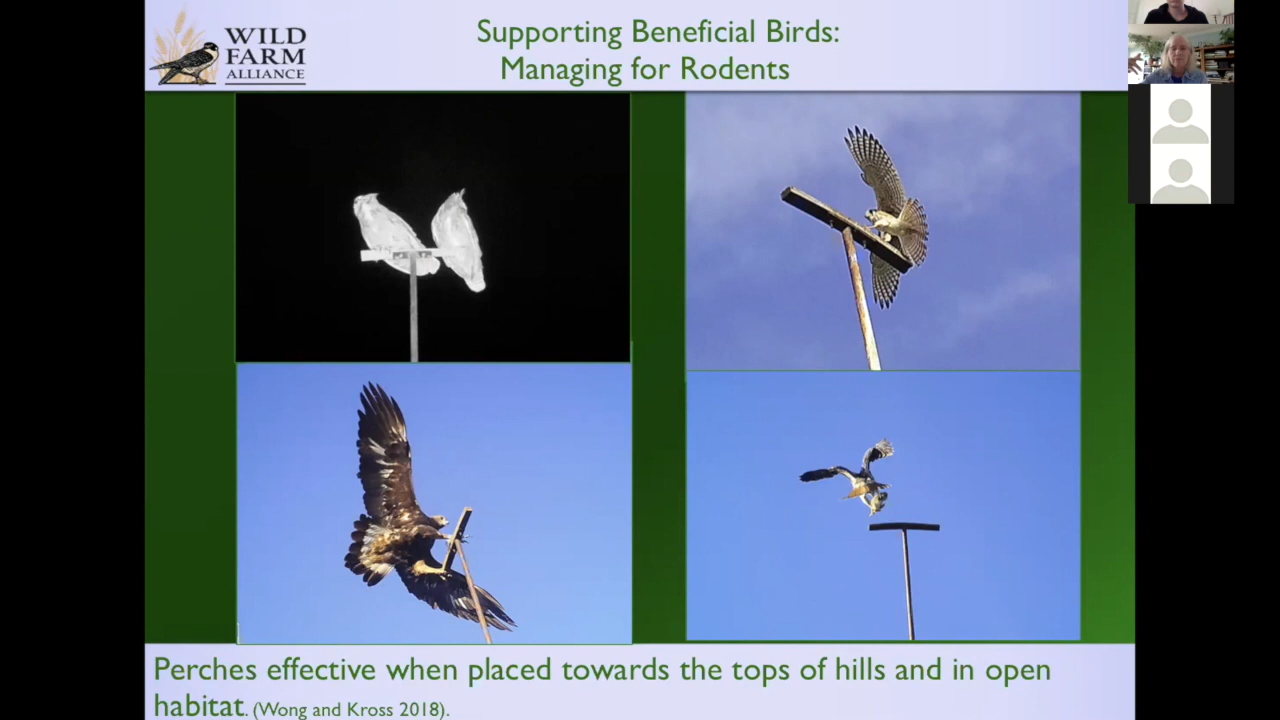 WILD
FARM
ALLIANCE
Supporting Beneficial Birds:
Managing for Rodents
Perches effective when placed towards the tops of hills and in open
habitat. (Wong and Kross 2018).